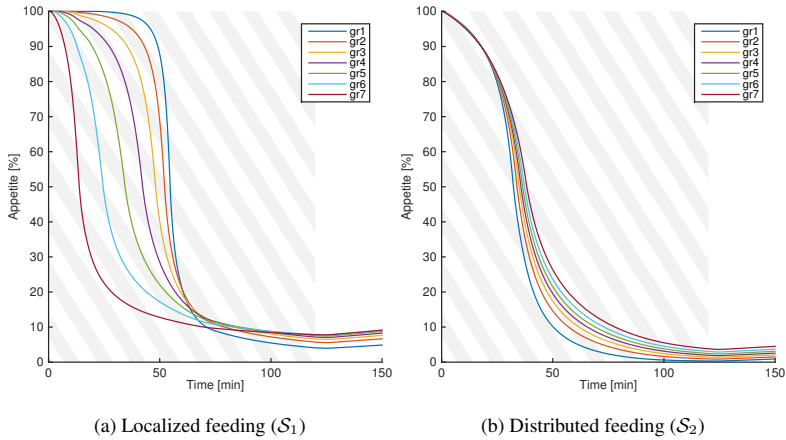 100
90
80
70
60
50
40
30
20
10
0
Appetite [%]
0
50
100
150
Time [min]
gr1
gr2
gr3
gr4
gr5
gr6
gr7
(a) Localized feeding (S₁)
100
90
80
70
60
50
40
30
20
10
0
Appetite [%]
0
50
100
150
Time [min]
gr1
gr2
gr3
gr4
gr5
gr6
gr7
(b) Distributed feeding (S₂)